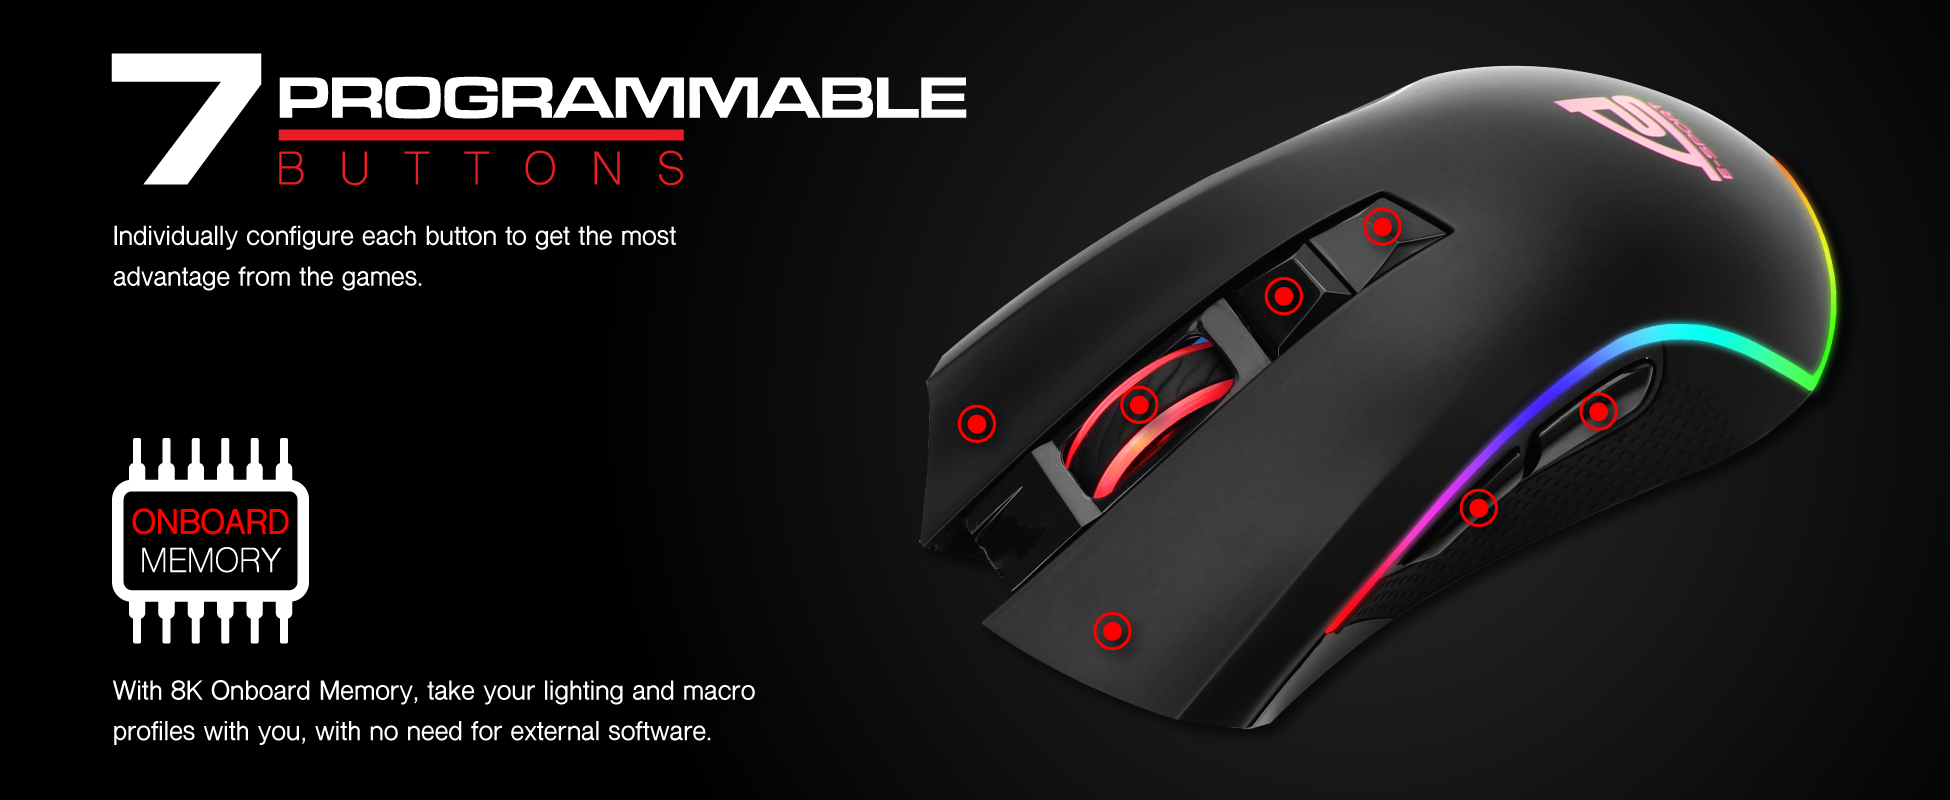 7 PROGRAMMABLE
BUTTONS
Individually configure each button to get the most
advantage from the games.
ONBOARD
MEMORY
With 8K Onboard Memory, take your lighting and macro
profiles with you, with no need for external software.
E-SPORT